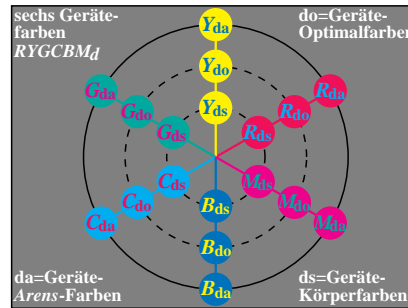 sechs Geräte-
farben
RYGCBMd
do=Geräte-
Optimalfarben
Yda
Ydo
Yds
Gda
Gdo
Gds
Rda
Rdo
Rds
Cds
Cdo
Cda
Mds
Mdo
Mda
Bds
Bdo
Bda
da=Geräte-
Arens-Farben
ds=Geräte-
Körperfarben